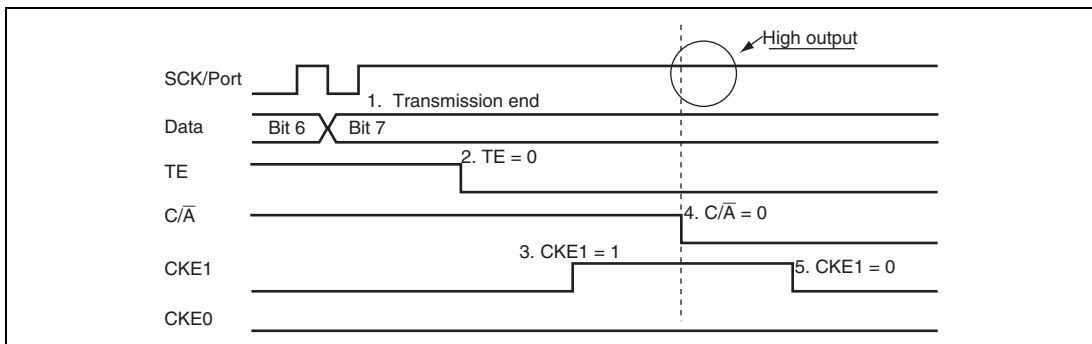 High output
SCK/Port
1. Transmission end
Data
Bit 6
Bit 7
2. TE = 0
TE
C/A̅
4. C/A̅ = 0
3. CKE1 = 1
CKE1
5. CKE1 = 0
CKE0